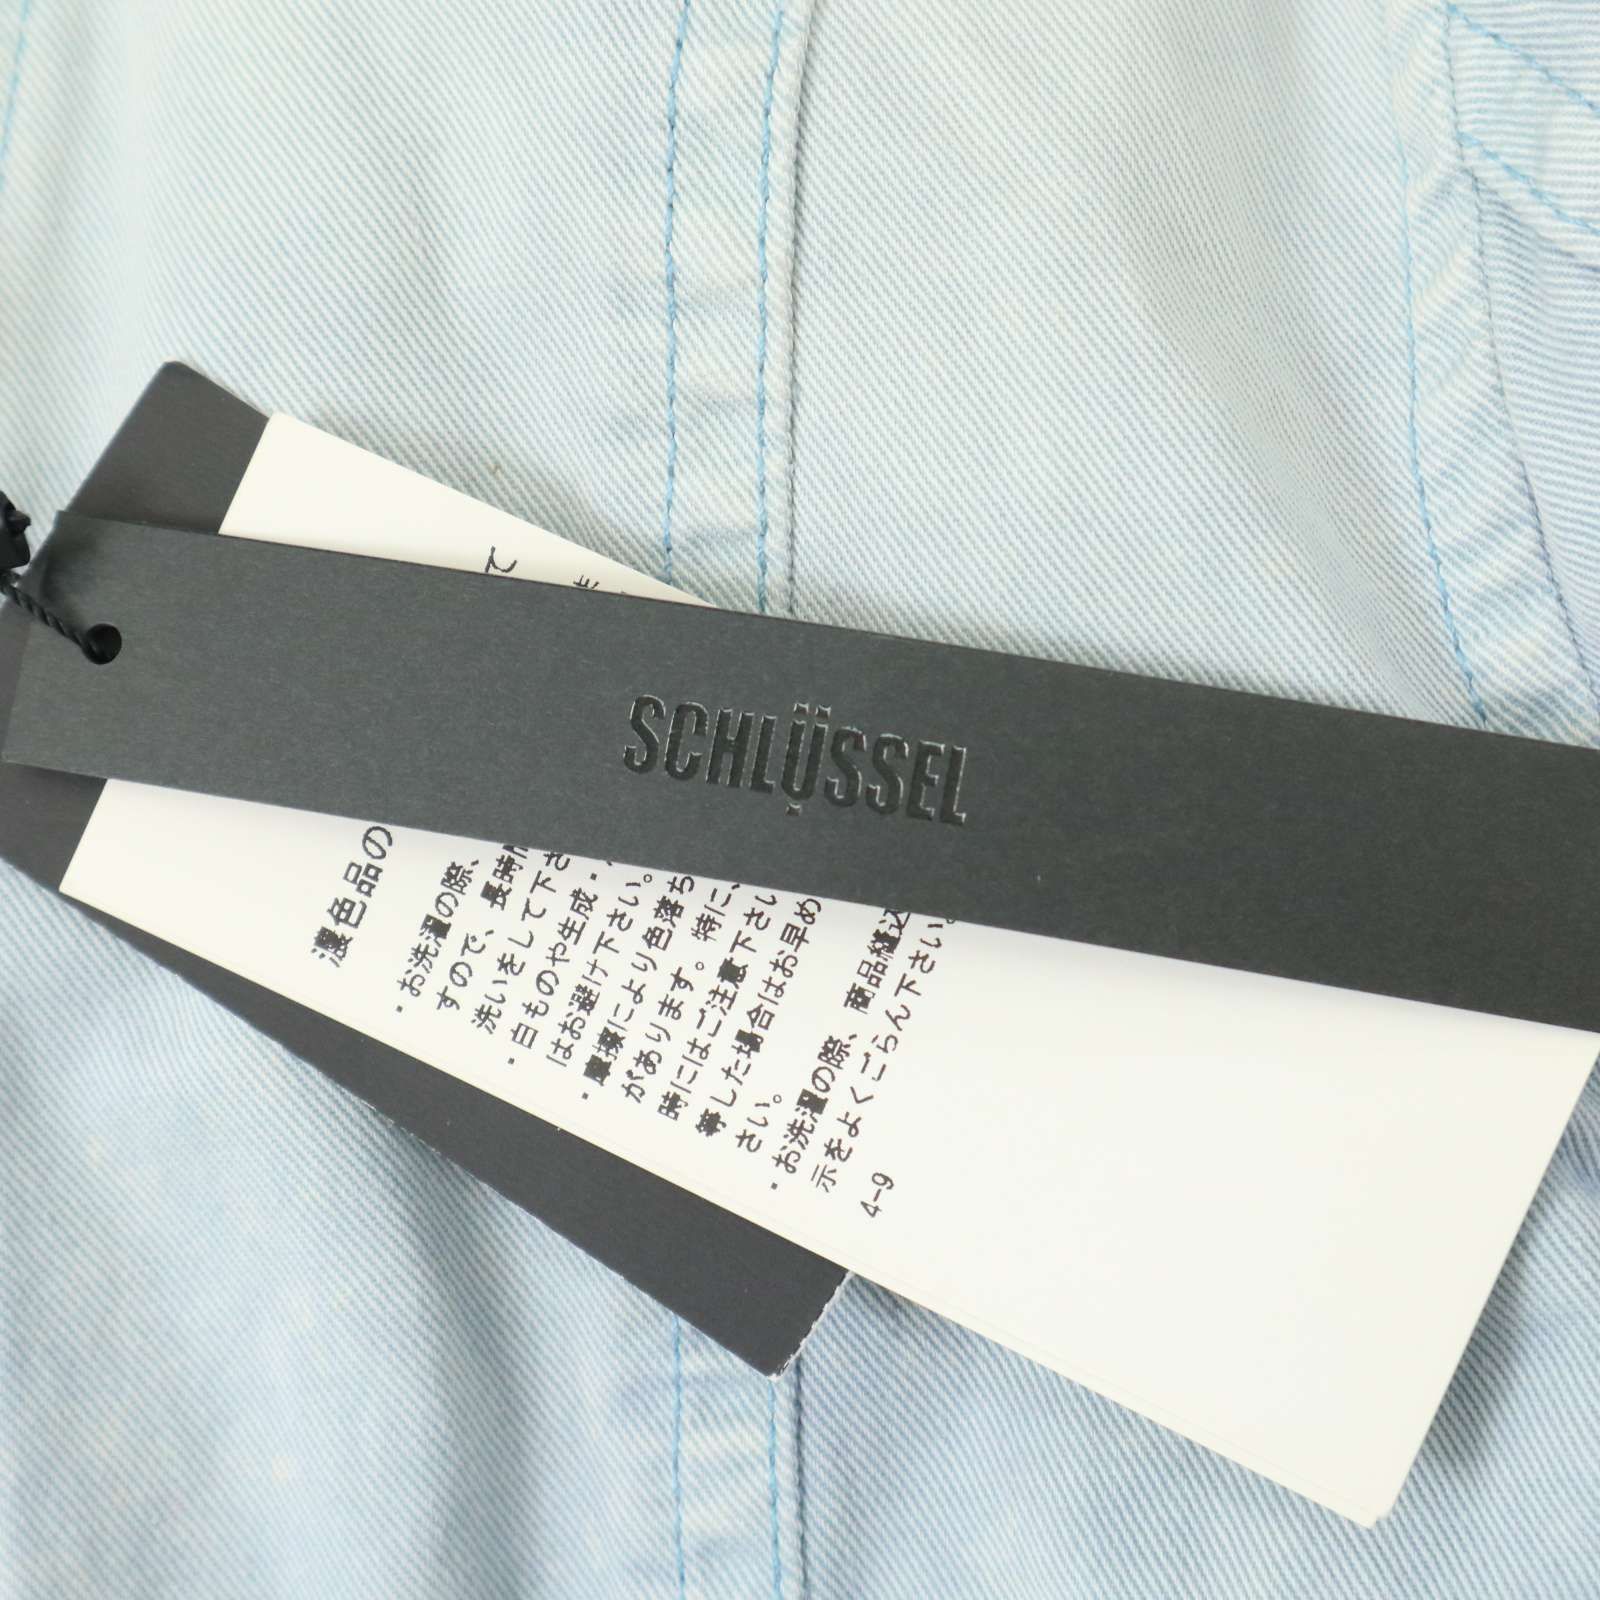 て
SCHLÜSSEL
濃色品の
・お洗濯の際、
すので、長時
洗いをして下さ
・白ものや生成・
はお避け下さい。
・摩擦により色落ち
があります。特に、
時にはご注意下さい
等した場合はお早め
さい。
・お洗濯の際、商品縫込
示をよくごらん下さい。
4-9